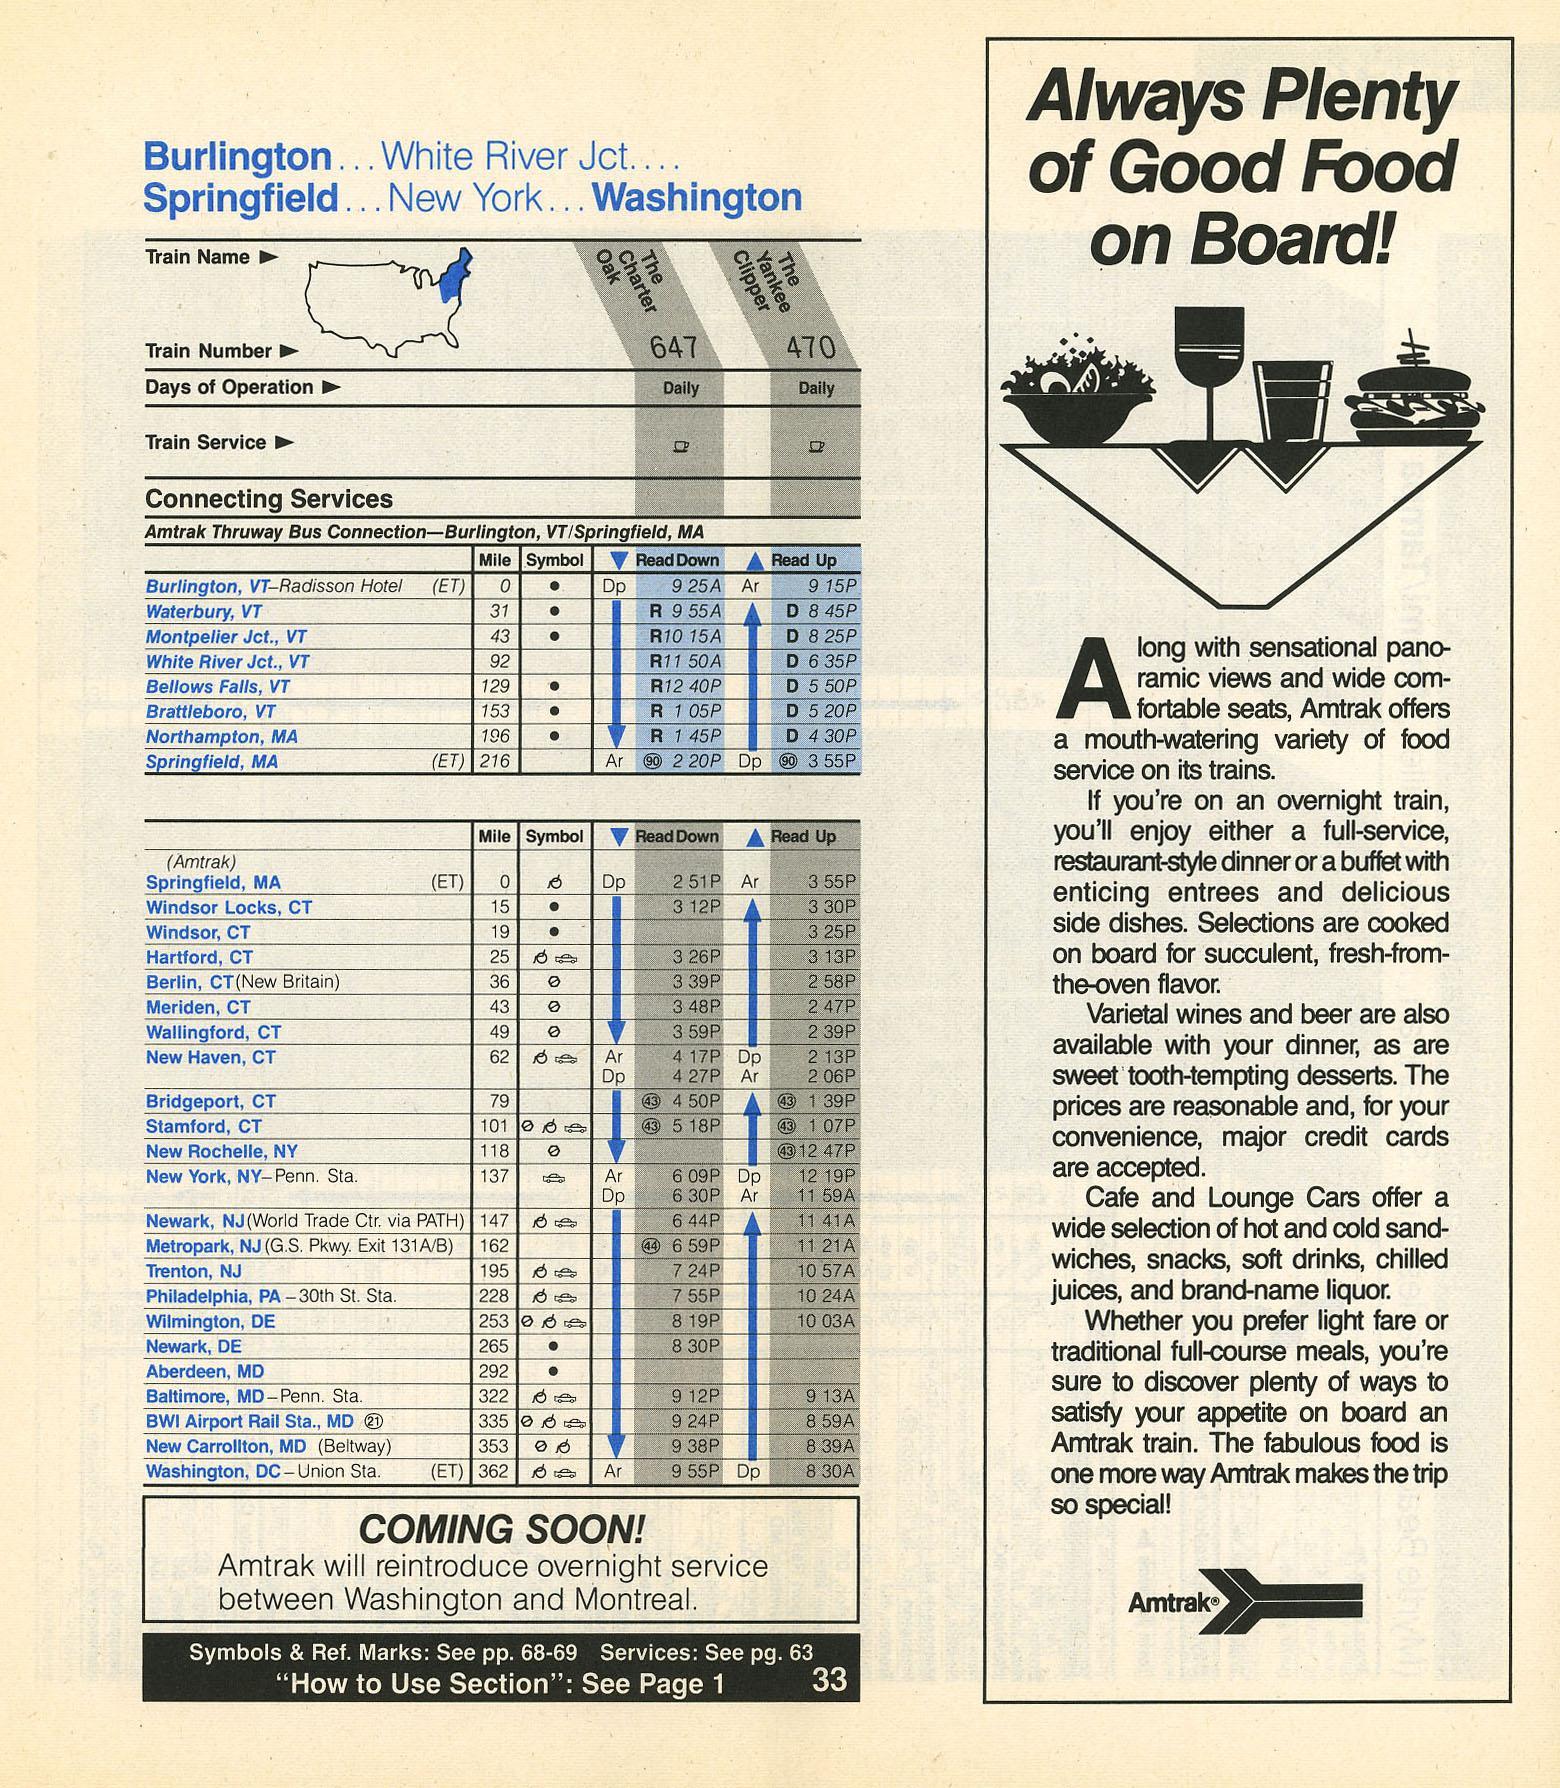 Burlington...White River Jct....
Springfield...New York...Washington
Train Name ►
The Charter Oak
The Yankee Clipper
Train Number ► 647 470
Days of Operation ► Daily Daily
Train Service ►
Connecting Services
Amtrak Thruway Bus Connection—Burlington, VT/Springfield, MA
Mile Symbol ▼ Read Down ▲ Read Up
Burlington, VT–Radisson Hotel (ET) 0 ● Dp 9 25A Ar 9 15P
Waterbury, VT 31 ● R 9 55A D 8 45P
Montpelier Jct., VT 43 ● R10 15A D 8 25P
White River Jct., VT 92 R11 50A D 6 35P
Bellows Falls, VT 129 ● R12 40P D 5 50P
Brattleboro, VT 153 ● R 1 05P D 5 20P
Northampton, MA 196 ● R 1 45P D 4 30P
Springfield, MA (ET) 216 Ar 90 2 20P Dp 90 3 55P
Mile Symbol ▼ Read Down ▲ Read Up
(Amtrak)
Springfield, MA (ET) 0 Dp 2 51P Ar 3 55P
Windsor Locks, CT 15 ● 3 12P 3 30P
Windsor, CT 19 ● 3 25P
Hartford, CT 25 3 26P 3 13P
Berlin, CT (New Britain) 36 3 39P 2 58P
Meriden, CT 43 3 48P 2 47P
Wallingford, CT 49 3 59P 2 39P
New Haven, CT 62 Ar 4 17P Dp 2 13P
Dp 4 27P Ar 2 06P
Bridgeport, CT 79 43 4 50P 43 1 39P
Stamford, CT 101 43 5 18P 43 1 07P
New Rochelle, NY 118 43 12 47P
New York, NY–Penn. Sta. 137 Ar 6 09P Dp 12 19P
Dp 6 30P Ar 11 59A
Newark, NJ (World Trade Ctr. via PATH) 147 6 44P 11 41A
Metropark, NJ (G.S. Pkwy. Exit 131A/B) 162 44 6 59P 11 21A
Trenton, NJ 195 7 24P 10 57A
Philadelphia, PA – 30th St. Sta. 228 7 55P 10 24A
Wilmington, DE 253 8 19P 10 03A
Newark, DE 265 ● 8 30P
Aberdeen, MD 292 ●
Baltimore, MD – Penn. Sta. 322 9 12P 9 13A
BWI Airport Rail Sta., MD 21 335 9 24P 8 59A
New Carrollton, MD (Beltway) 353 9 38P 8 39A
Washington, DC – Union Sta. (ET) 362 Ar 9 55P Dp 8 30A
COMING SOON!
Amtrak will reintroduce overnight service
between Washington and Montreal.
Symbols & Ref. Marks: See pp. 68-69 Services: See pg. 63
"How to Use Section": See Page 1 33
Always Plenty
of Good Food
on Board!
Along with sensational pano-
ramic views and wide com-
fortable seats, Amtrak offers
a mouth-watering variety of food
service on its trains.
If you're on an overnight train,
you'll enjoy either a full-service,
restaurant-style dinner or a buffet with
enticing entrees and delicious
side dishes. Selections are cooked
on board for succulent, fresh-from-
the-oven flavor.
Varietal wines and beer are also
available with your dinner, as are
sweet tooth-tempting desserts. The
prices are reasonable and, for your
convenience, major credit cards
are accepted.
Cafe and Lounge Cars offer a
wide selection of hot and cold sand-
wiches, snacks, soft drinks, chilled
juices, and brand-name liquor.
Whether you prefer light fare or
traditional full-course meals, you're
sure to discover plenty of ways to
satisfy your appetite on board an
Amtrak train. The fabulous food is
one more way Amtrak makes the trip
so special!
Amtrak®